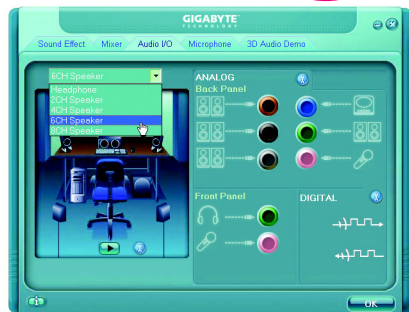 GIGABYTE
TECHNOLOGY
Sound Effect Mixer Audio I/O Microphone 3D Audio Demo
6CH Speaker
Headphone
2CH Speaker
4CH Speaker
6CH Speaker
8CH Speaker
ANALOG
Back Panel
Front Panel
DIGITAL
OK